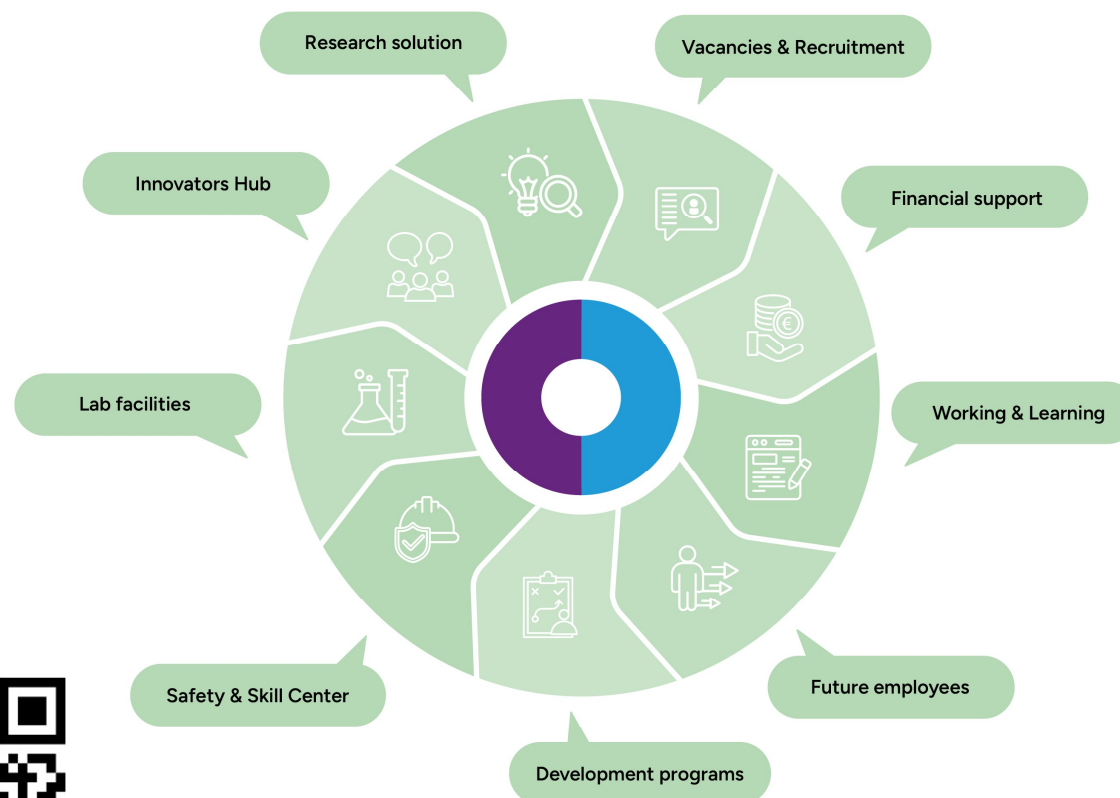 Research solution
Vacancies & Recruitment
Innovators Hub
Financial support
Lab facilities
Working & Learning
Safety & Skill Center
Future employees
Development programs